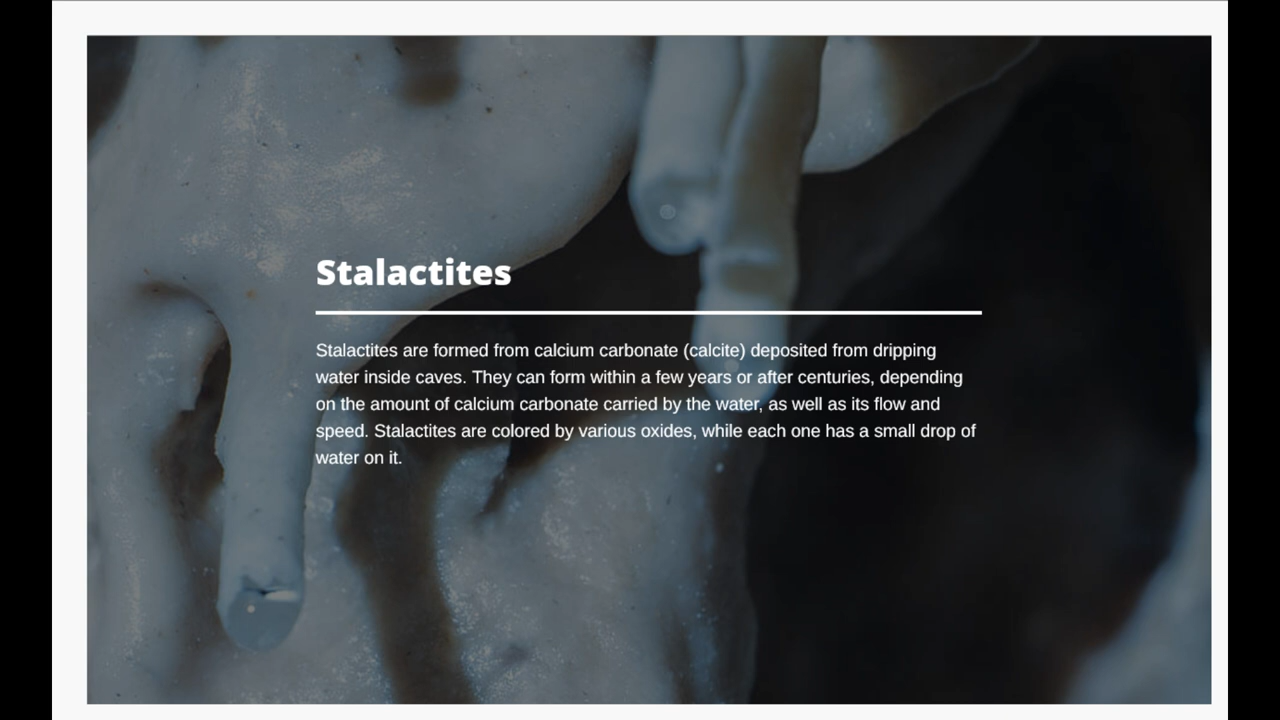 Stalactites
Stalactites are formed from calcium carbonate (calcite) deposited from dripping
water inside caves. They can form within a few years or after centuries, depending
on the amount of calcium carbonate carried by the water, as well as its flow and
speed. Stalactites are colored by various oxides, while each one has a small drop of
water on it.